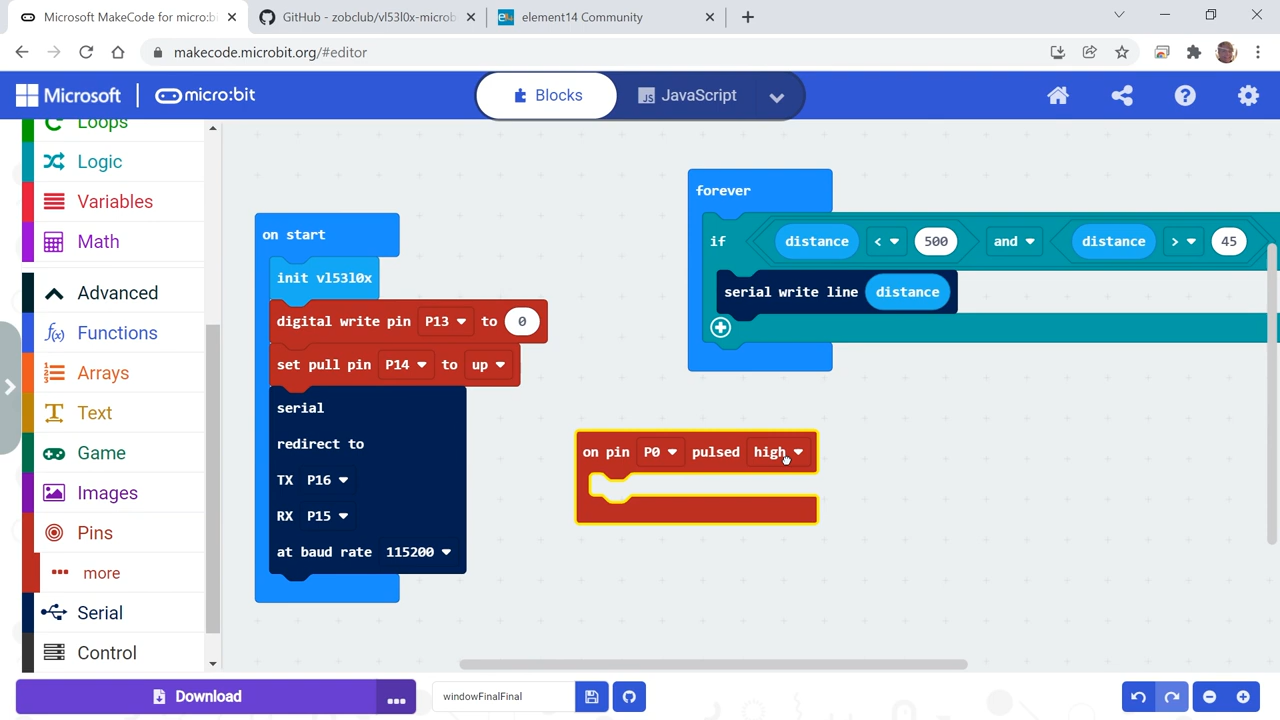 Microsoft MakeCode for micro:bi
GitHub - zobclub/vl53l0x-microb
element14 Community
makecode.microbit.org/#editor
Microsoft
micro:bit
Blocks
JavaScript
Loops
Logic
Variables
Math
Advanced
Functions
Arrays
Text
Game
Images
Pins
more
Serial
Control
on start
init vl53l0x
digital write pin P13 to 0
set pull pin P14 to up
serial
redirect to
TX P16
RX P15
at baud rate 115200
forever
if distance < 500 and distance > 45
serial write line distance
on pin P0 pulsed high
Download
windowFinalFinal